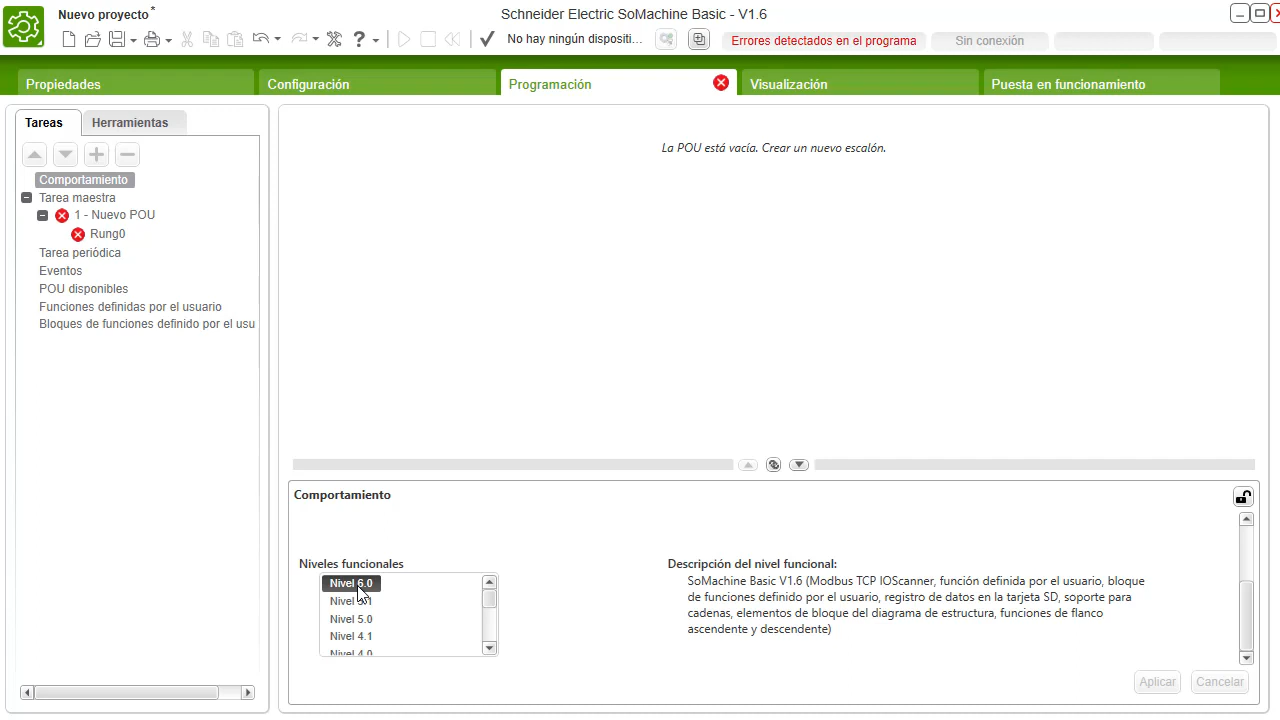 Nuevo proyecto *
Schneider Electric SoMachine Basic - V1.6
No hay ningún dispositi...
Errores detectados en el programa
Sin conexión
Propiedades
Configuración
Programación
Visualización
Puesta en funcionamiento
Tareas
Herramientas
Comportamiento
Tarea maestra
1 - Nuevo POU
Rung0
Tarea periódica
Eventos
POU disponibles
Funciones definidas por el usuario
Bloques de funciones definido por el usu
La POU está vacía. Crear un nuevo escalón.
Comportamiento
Niveles funcionales
Nivel 6.0
Nivel 5.1
Nivel 5.0
Nivel 4.1
Nivel 4.0
Descripción del nivel funcional:
SoMachine Basic V1.6 (Modbus TCP IOScanner, función definida por el usuario, bloque
de funciones definido por el usuario, registro de datos en la tarjeta SD, soporte para
cadenas, elementos de bloque del diagrama de estructura, funciones de flanco
ascendente y descendente)
Aplicar
Cancelar